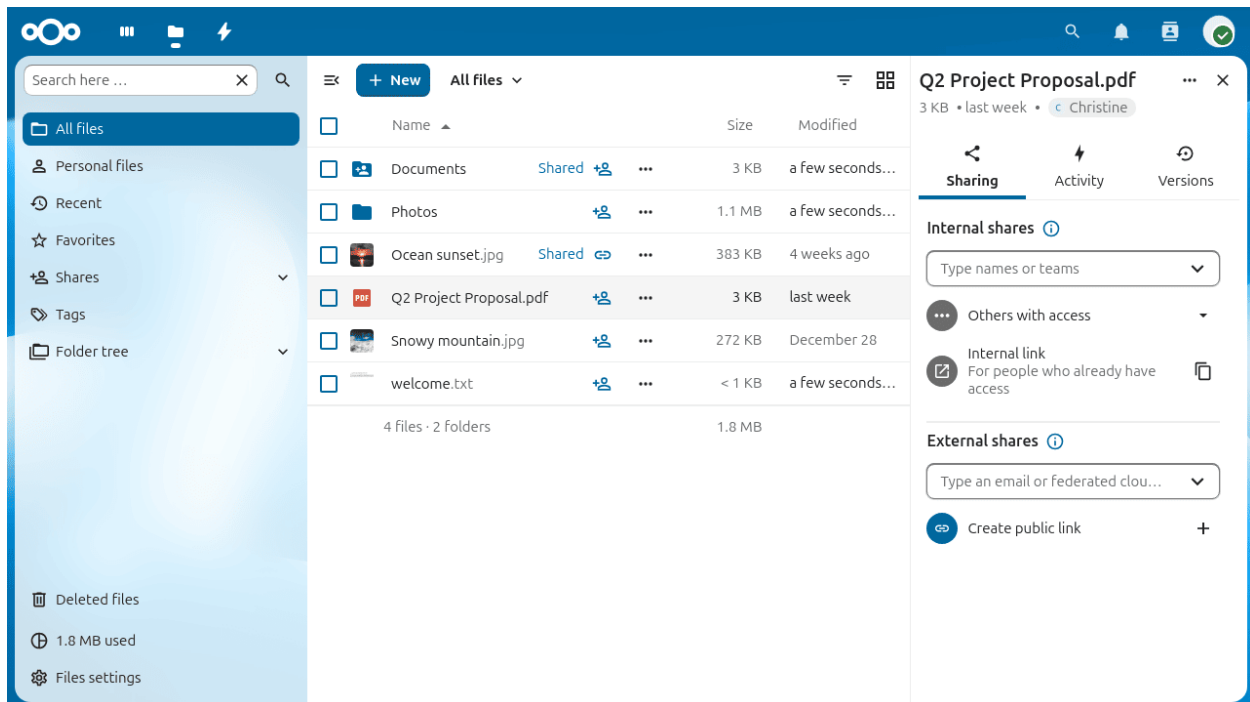 Search here …
All files
Personal files
Recent
Favorites
Shares
Tags
Folder tree
Deleted files
1.8 MB used
Files settings
New
All files
Name
Size
Modified
Documents Shared 3 KB a few seconds…
Photos 1.1 MB a few seconds…
Ocean sunset.jpg Shared 383 KB 4 weeks ago
PDF Q2 Project Proposal.pdf 3 KB last week
Snowy mountain.jpg 272 KB December 28
welcome.txt < 1 KB a few seconds…
4 files · 2 folders 1.8 MB
Q2 Project Proposal.pdf
3 KB • last week • C Christine
Sharing
Activity
Versions
Internal shares
Type names or teams
Others with access
Internal link
For people who already have
access
External shares
Type an email or federated clou…
Create public link